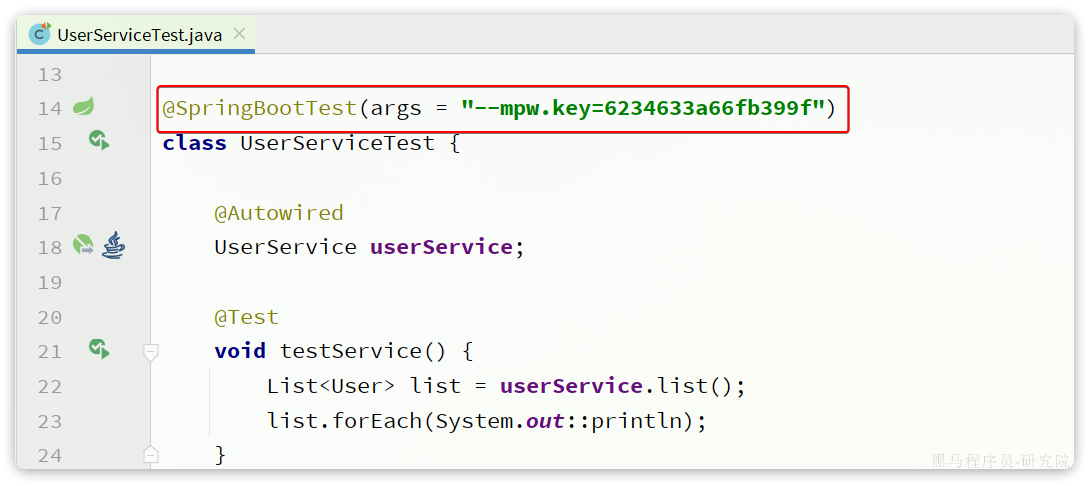 UserServiceTest.java
13
14 @SpringBootTest(args = "--mpw.key=6234633a66fb399f")
15 class UserServiceTest {
16
17 @Autowired
18 UserService userService;
19
20 @Test
21 void testService() {
22 List<User> list = userService.list();
23 list.forEach(System.out::println);
24 }
黑马程序员-研究院